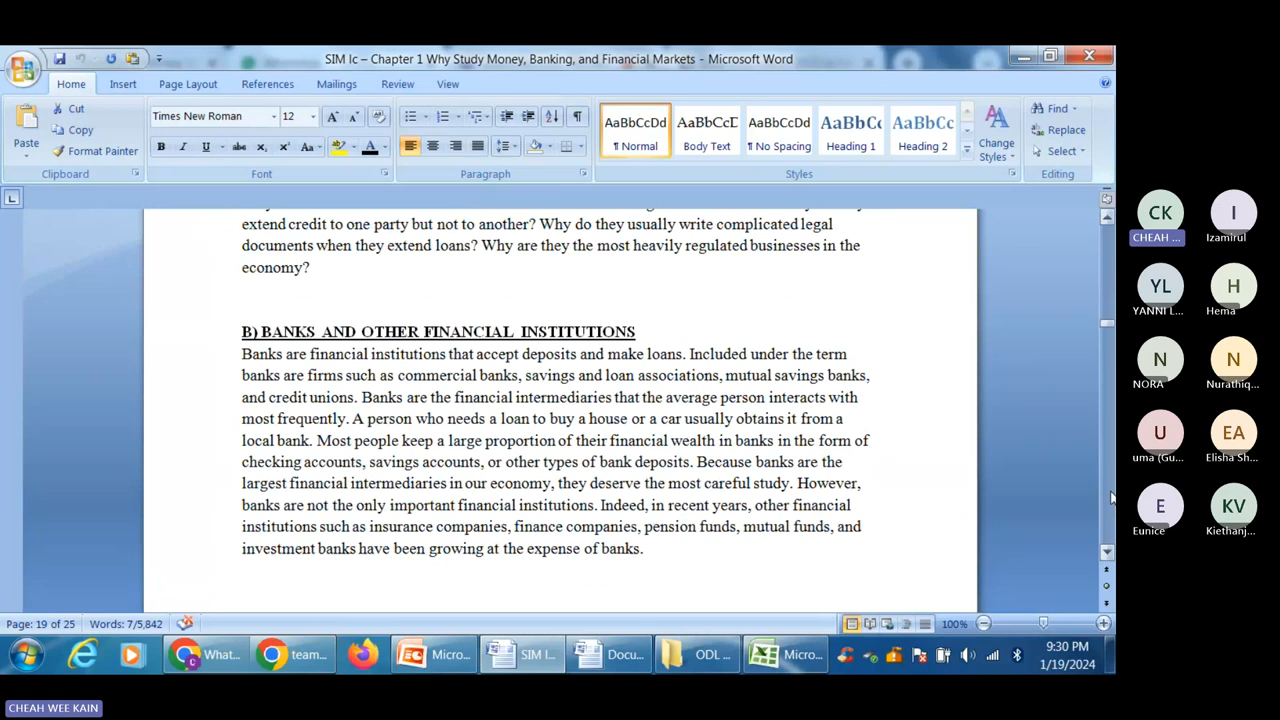 SIM I:- – Chapter 1 Why Study Money, Banking, and Financial Markets - Microsoft Word
Home Insert Page Layout References Mailings Review View
Paste
Cut
Copy
Format Painter
Clipboard
Times New Roman 12
Font
Paragraph
AaBbCcDd AaBbCcD AaBbCcDd AaBbCc AaBbCc
¶ Normal Body Text ¶ No Spacing Heading 1 Heading 2
Change Styles
Styles
Find
Replace
Select
Editing
extend credit to one party but not to another? Why do they usually write complicated legal
documents when they extend loans? Why are they the most heavily regulated businesses in the
economy?
B) BANKS AND OTHER FINANCIAL INSTITUTIONS
Banks are financial institutions that accept deposits and make loans. Included under the term
banks are firms such as commercial banks, savings and loan associations, mutual savings banks,
and credit unions. Banks are the financial intermediaries that the average person interacts with
most frequently. A person who needs a loan to buy a house or a car usually obtains it from a
local bank. Most people keep a large proportion of their financial wealth in banks in the form of
checking accounts, savings accounts, or other types of bank deposits. Because banks are the
largest financial intermediaries in our economy, they deserve the most careful study. However,
banks are not the only important financial institutions. Indeed, in recent years, other financial
institutions such as insurance companies, finance companies, pension funds, mutual funds, and
investment banks have been growing at the expense of banks.
Page: 19 of 25 Words: 7/5,842 100%
What... team... Micro... SIM I... Docu... ODL ... Micro...
9:30 PM
1/19/2024
CK I
CHEAH ... Izamirul
YL H
YANNI L... Hema
N N
NORA Nurathiq...
U EA
uma (Gu... Elisha Sh...
E KV
Eunice Kiethanj...
CHEAH WEE KAIN